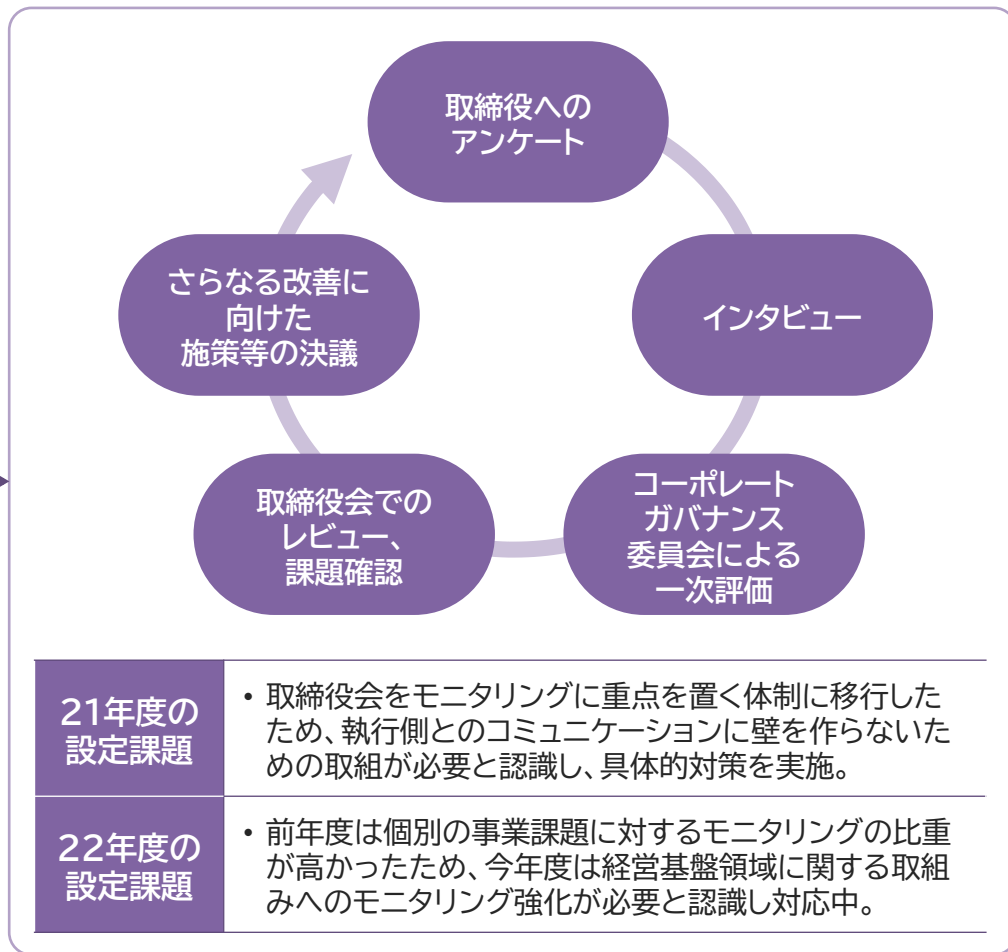 取締役への
アンケート
インタビュー
コーポレート
ガバナンス
委員会による
一次評価
取締役会での
レビュー、
課題確認
さらなる改善に
向けた
施策等の決議
21年度の
設定課題
• 取締役会をモニタリングに重点を置く体制に移行した
ため、執行側とのコミュニケーションに壁を作らないた
めの取組が必要と認識し、具体的対策を実施。
22年度の
設定課題
• 前年度は個別の事業課題に対するモニタリングの比重
が高かったため、今年度は経営基盤領域に関する取組
みへのモニタリング強化が必要と認識し対応中。